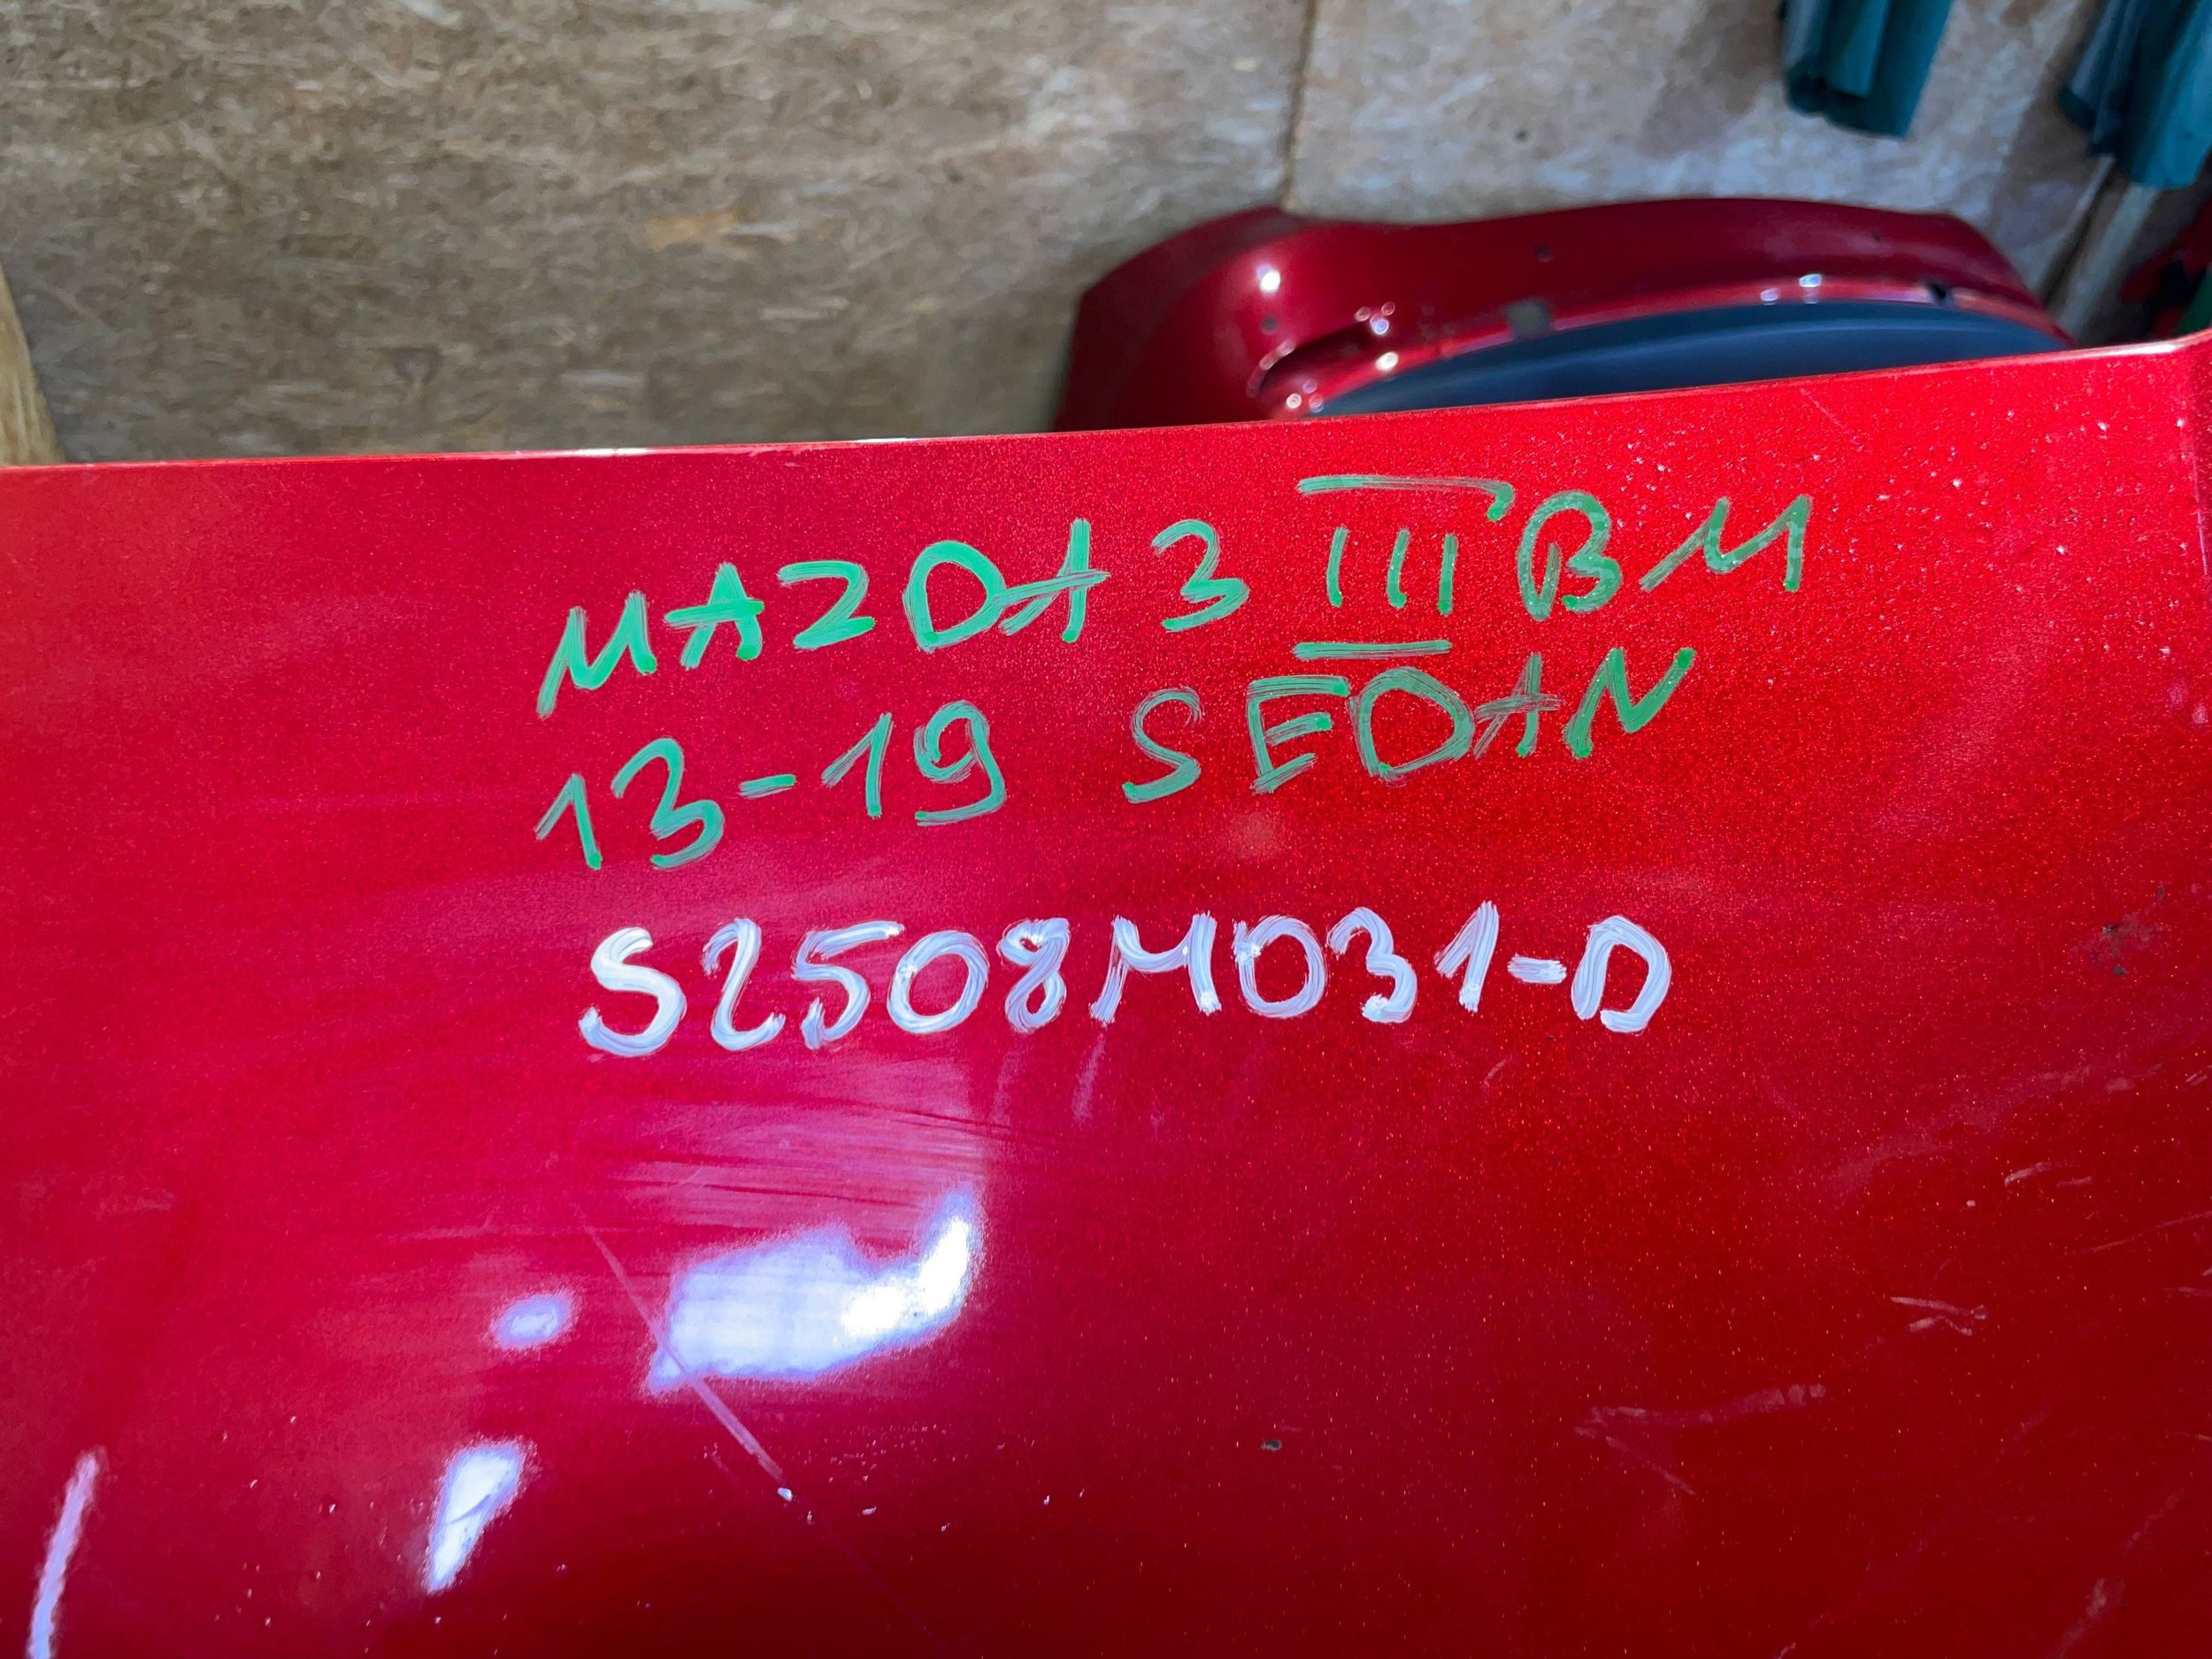 MAZDA 3 III BM
13-19 SEDAN
S2508M031-D